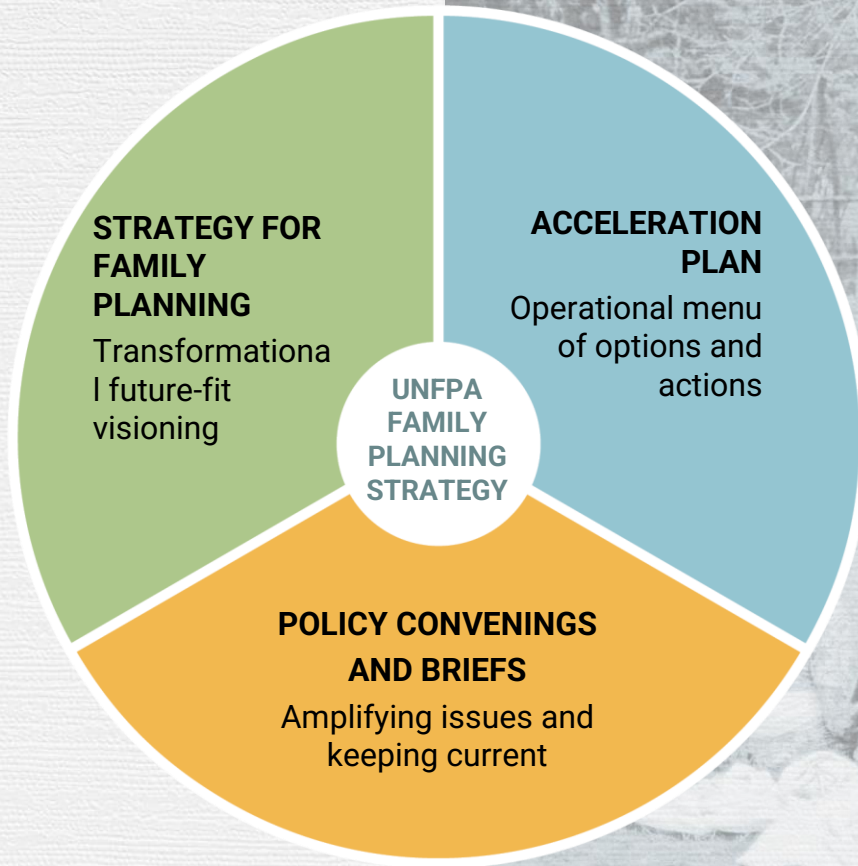 STRATEGY FOR
FAMILY
PLANNING
Transformationa
l future-fit
visioning
ACCELERATION
PLAN
Operational menu
of options and
actions
UNFPA
FAMILY
PLANNING
STRATEGY
POLICY CONVENINGS
AND BRIEFS
Amplifying issues and
keeping current